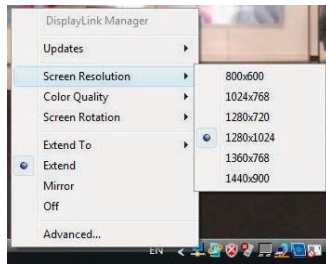 DisplayLink Manager
Updates
Screen Resolution
Color Quality
Screen Rotation
Extend To
Extend
Mirror
Off
Advanced...
800x600
1024x768
1280x720
1280x1024
1360x768
1440x900
EN